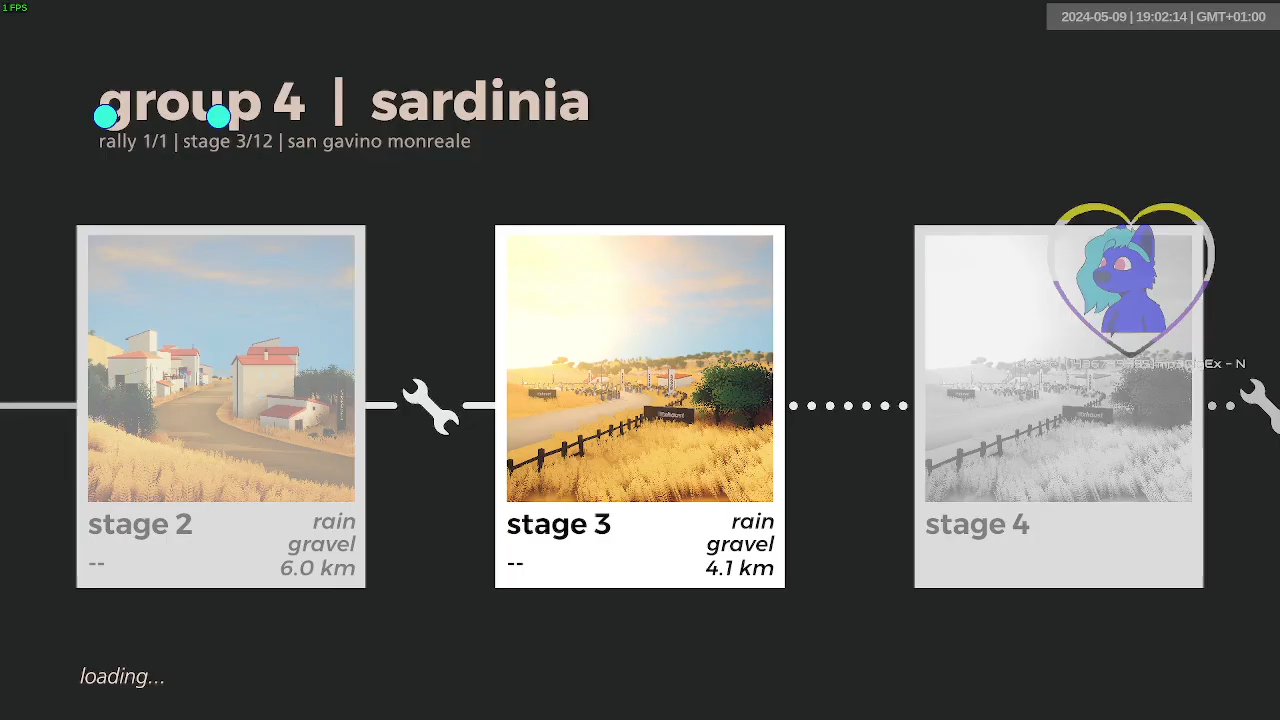 1 FPS
2024-05-09 | 19:02:14 | GMT+01:00
group 4 | sardinia
rally 1/1 | stage 3/12 | san gavino monreale
stage 2
rain
gravel
--
6.0 km
stage 3
rain
gravel
--
4.1 km
stage 4
loading...